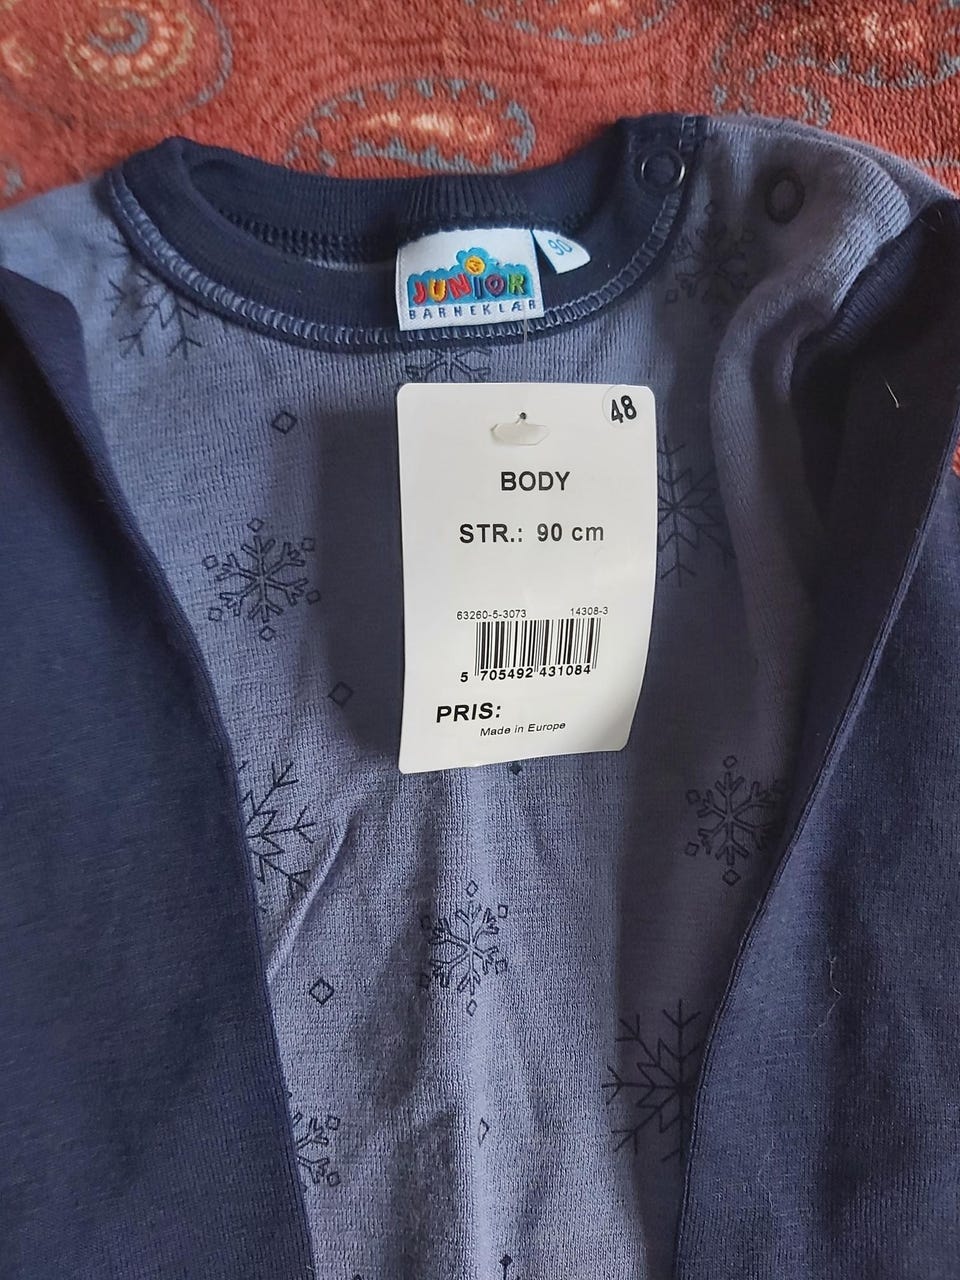 JUNIOR
BARNEKLÆR
90
48
BODY
STR.: 90 cm
63260-5-3073 14308-3
5 705492 431084
PRIS:
Made in Europe